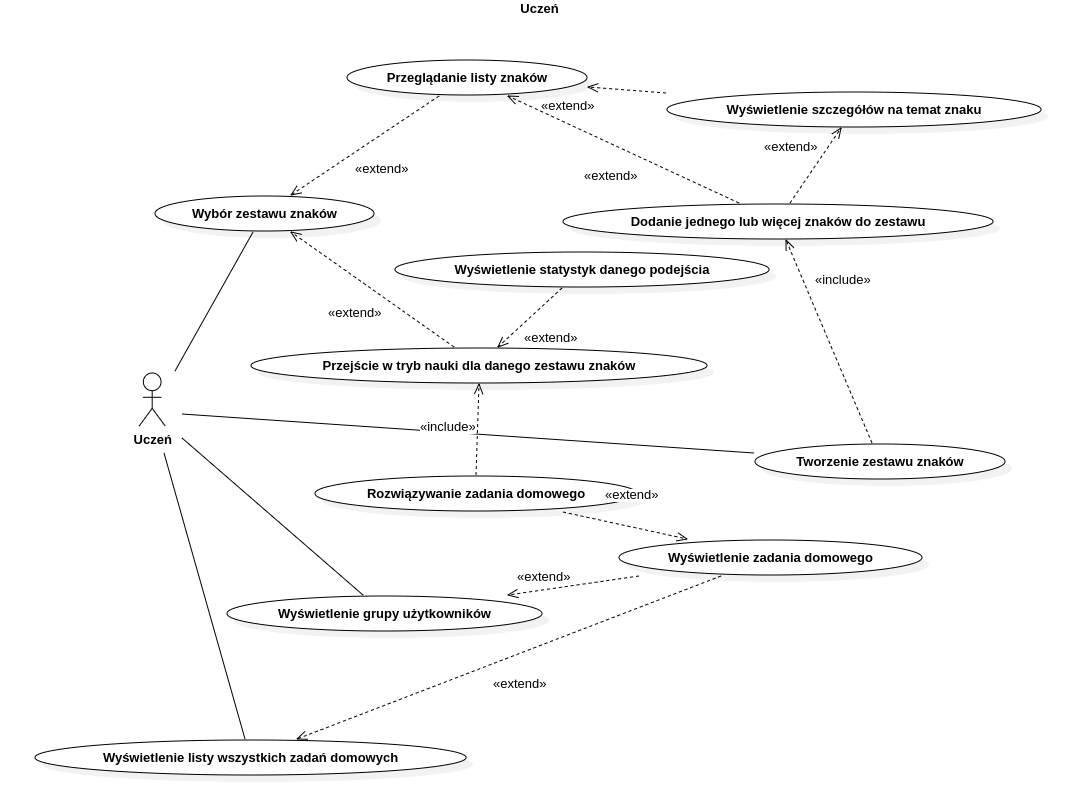 Uczeń
Przeglądanie listy znaków
«extend»
Wyświetlenie szczegółów na temat znaku
«extend»
«extend»
«extend»
Wybór zestawu znaków
Dodanie jednego lub więcej znaków do zestawu
Wyświetlenie statystyk danego podejścia
«include»
«extend»
«extend»
Przejście w tryb nauki dla danego zestawu znaków
«include»
Uczeń
Tworzenie zestawu znaków
Rozwiązywanie zadania domowego
«extend»
Wyświetlenie zadania domowego
«extend»
Wyświetlenie grupy użytkowników
«extend»
Wyświetlenie listy wszystkich zadań domowych